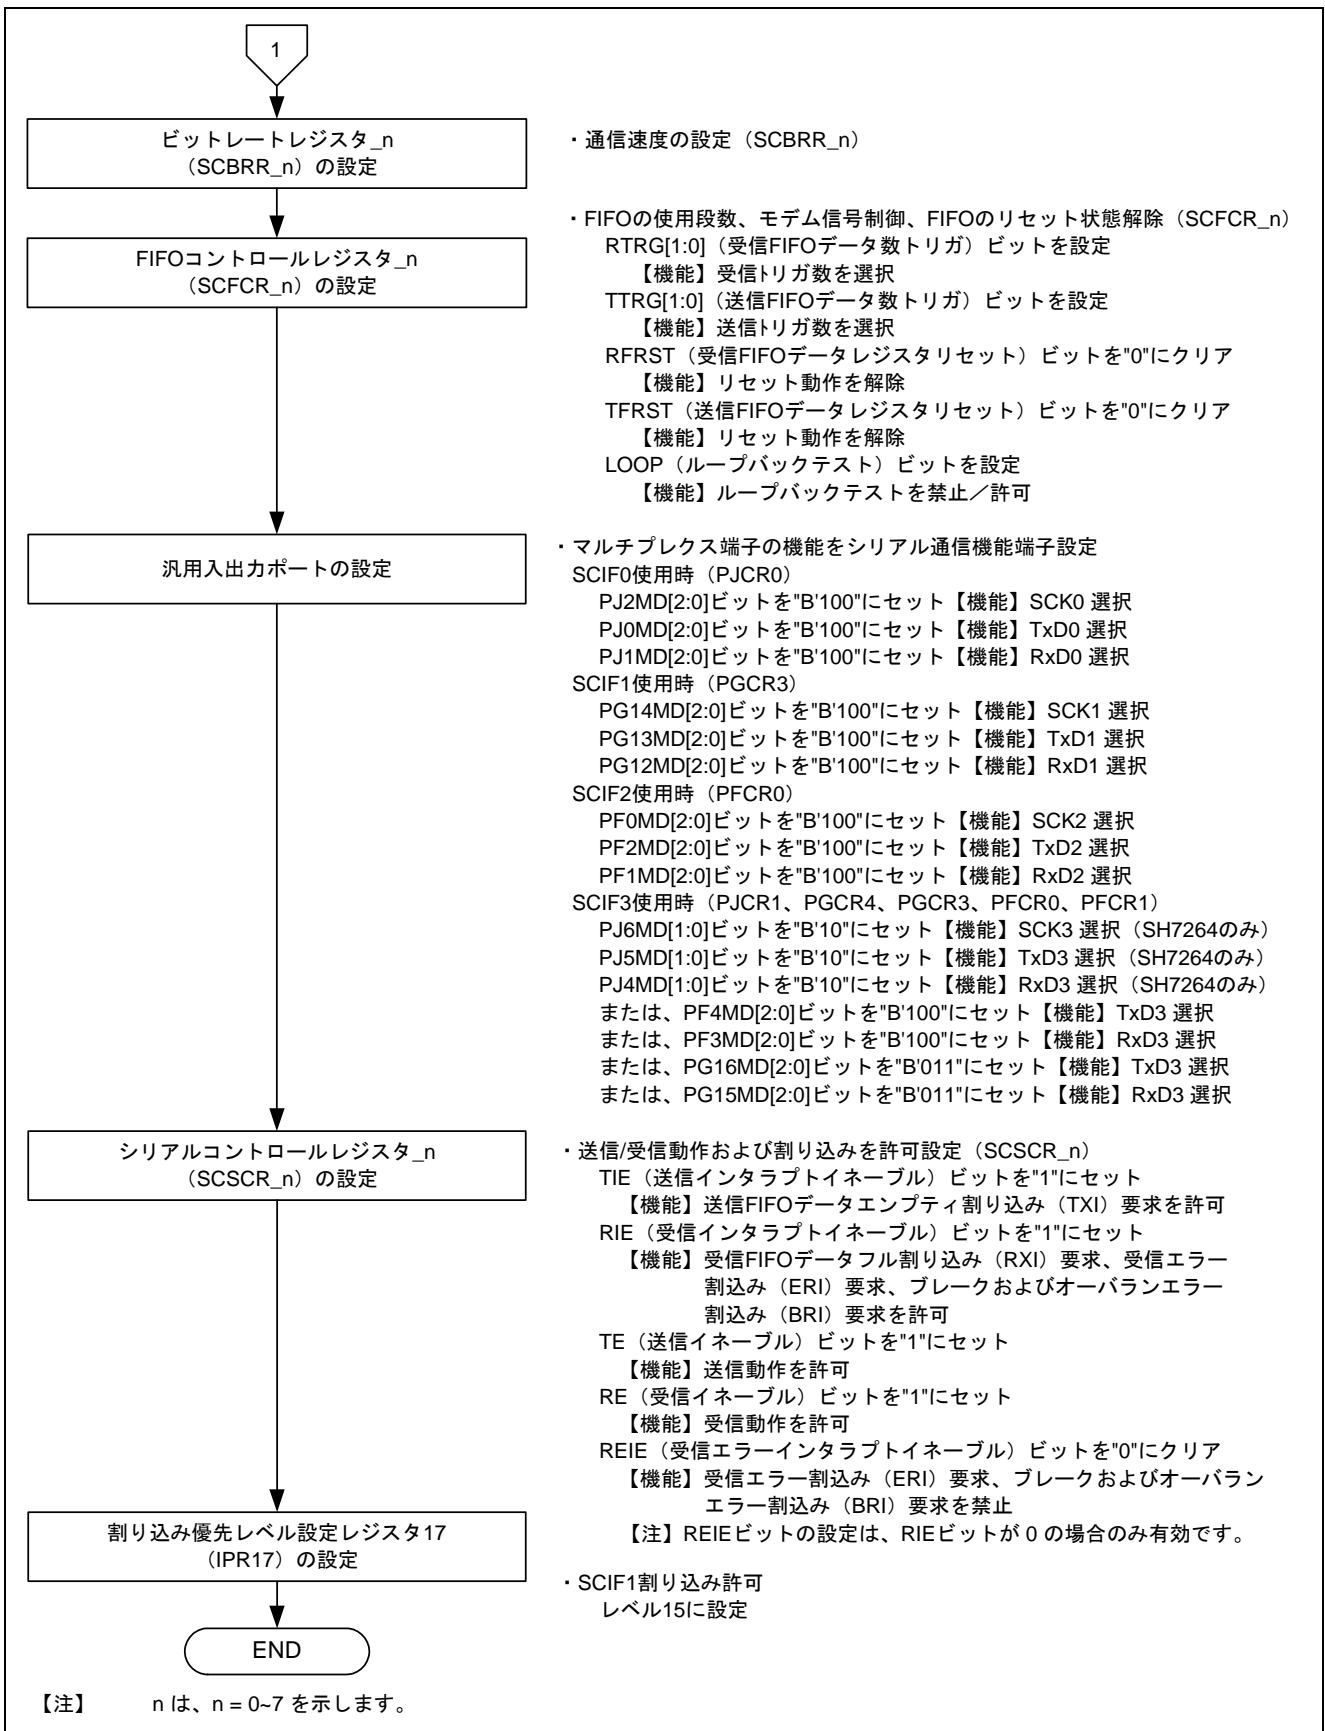 1
ビットレートレジスタ_n
（SCBRR_n）の設定
・通信速度の設定（SCBRR_n）
FIFOコントロールレジスタ_n
（SCFCR_n）の設定
・FIFOの使用段数、モデム信号制御、FIFOのリセット状態解除（SCFCR_n）
RTRG[1:0]（受信FIFOデータ数トリガ）ビットを設定
【機能】受信トリガ数を選択
TTRG[1:0]（送信FIFOデータ数トリガ）ビットを設定
【機能】送信トリガ数を選択
RFRST（受信FIFOデータレジスタリセット）ビットを"0"にクリア
【機能】リセット動作を解除
TFRST（送信FIFOデータレジスタリセット）ビットを"0"にクリア
【機能】リセット動作を解除
LOOP（ループバックテスト）ビットを設定
【機能】ループバックテストを禁止／許可
汎用入出力ポートの設定
・マルチプレクス端子の機能をシリアル通信機能端子設定
SCIF0使用時（PJCR0）
PJ2MD[2:0]ビットを"B'100"にセット【機能】SCK0 選択
PJ0MD[2:0]ビットを"B'100"にセット【機能】TxD0 選択
PJ1MD[2:0]ビットを"B'100"にセット【機能】RxD0 選択
SCIF1使用時（PGCR3）
PG14MD[2:0]ビットを"B'100"にセット【機能】SCK1 選択
PG13MD[2:0]ビットを"B'100"にセット【機能】TxD1 選択
PG12MD[2:0]ビットを"B'100"にセット【機能】RxD1 選択
SCIF2使用時（PFCR0）
PF0MD[2:0]ビットを"B'100"にセット【機能】SCK2 選択
PF2MD[2:0]ビットを"B'100"にセット【機能】TxD2 選択
PF1MD[2:0]ビットを"B'100"にセット【機能】RxD2 選択
SCIF3使用時（PJCR1、PGCR4、PGCR3、PFCR0、PFCR1）
PJ6MD[1:0]ビットを"B'10"にセット【機能】SCK3 選択（SH7264のみ）
PJ5MD[1:0]ビットを"B'10"にセット【機能】TxD3 選択（SH7264のみ）
PJ4MD[1:0]ビットを"B'10"にセット【機能】RxD3 選択（SH7264のみ）
または、PF4MD[2:0]ビットを"B'100"にセット【機能】TxD3 選択
または、PF3MD[2:0]ビットを"B'100"にセット【機能】RxD3 選択
または、PG16MD[2:0]ビットを"B'011"にセット【機能】TxD3 選択
または、PG15MD[2:0]ビットを"B'011"にセット【機能】RxD3 選択
シリアルコントロールレジスタ_n
（SCSCR_n）の設定
・送信/受信動作および割り込みを許可設定（SCSCR_n）
TIE（送信インタラプトイネーブル）ビットを"1"にセット
【機能】送信FIFOデータエンプティ割り込み（TXI）要求を許可
RIE（受信インタラプトイネーブル）ビットを"1"にセット
【機能】受信FIFOデータフル割り込み（RXI）要求、受信エラー
割込み（ERI）要求、ブレークおよびオーバランエラー
割込み（BRI）要求を許可
TE（送信イネーブル）ビットを"1"にセット
【機能】送信動作を許可
RE（受信イネーブル）ビットを"1"にセット
【機能】受信動作を許可
REIE（受信エラーインタラプトイネーブル）ビットを"0"にクリア
【機能】受信エラー割込み（ERI）要求、ブレークおよびオーバラン
エラー割込み（BRI）要求を禁止
【注】REIEビットの設定は、RIEビットが 0 の場合のみ有効です。
割り込み優先レベル設定レジスタ17
（IPR17）の設定
・SCIF1割り込み許可
レベル15に設定
END
【注】 n は、n = 0~7 を示します。